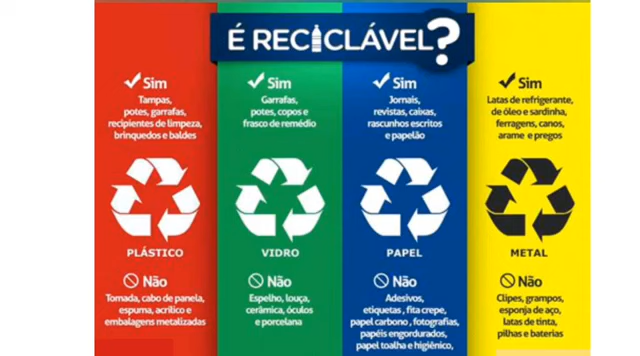 É RECICLÁVEL?
Sim
Tampas,
potes, garrafas,
recipientes de limpeza,
brinquedos e baldes
PLÁSTICO
Não
Tomada, cabo de panela,
espuma, acrílico e
embalagens metalizadas
Sim
Garrafas,
potes, copos e
frasco de remédio
VIDRO
Não
Espelho, louça,
cerâmica, óculos
e porcelana
Sim
Jornais,
revistas, caixas,
rascunhos escritos
e papelão
PAPEL
Não
Adesivos,
etiquetas , fita crepe,
papel carbono , fotografias,
papéis engordurados,
papel toalha e higiênico,
Sim
Latas de refrigerante,
de óleo e sardinha,
ferragens, canos,
arame e pregos
METAL
Não
Clipes, grampos,
esponja de aço,
latas de tinta,
pilhas e baterias